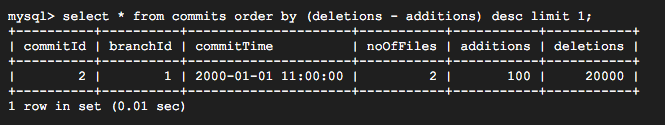 mysql> select * from commits order by (deletions - additions) desc limit 1;
+----------+----------+---------------------+-----------+-----------+-----------+
| commitId | branchId | commitTime          | noOfFiles | additions | deletions |
+----------+----------+---------------------+-----------+-----------+-----------+
|        2 |        1 | 2000-01-01 11:00:00 |         2 |       100 |     20000 |
+----------+----------+---------------------+-----------+-----------+-----------+
1 row in set (0.01 sec)